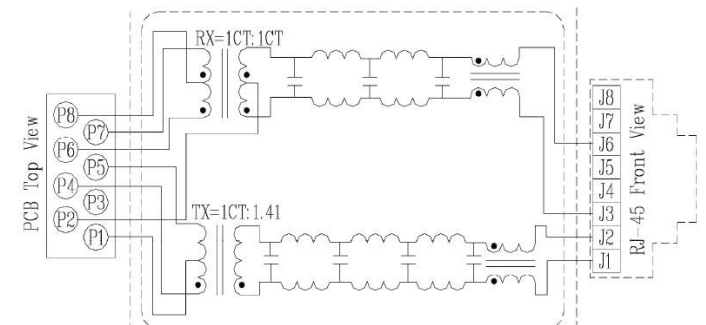 RX=1CT:1CT
PCB Top View
P8
P7
P6
P5
P4
P3
P2
P1
TX=1CT:1.41
J8
J7
J6
J5
J4
J3
J2
J1
RJ-45 Front View